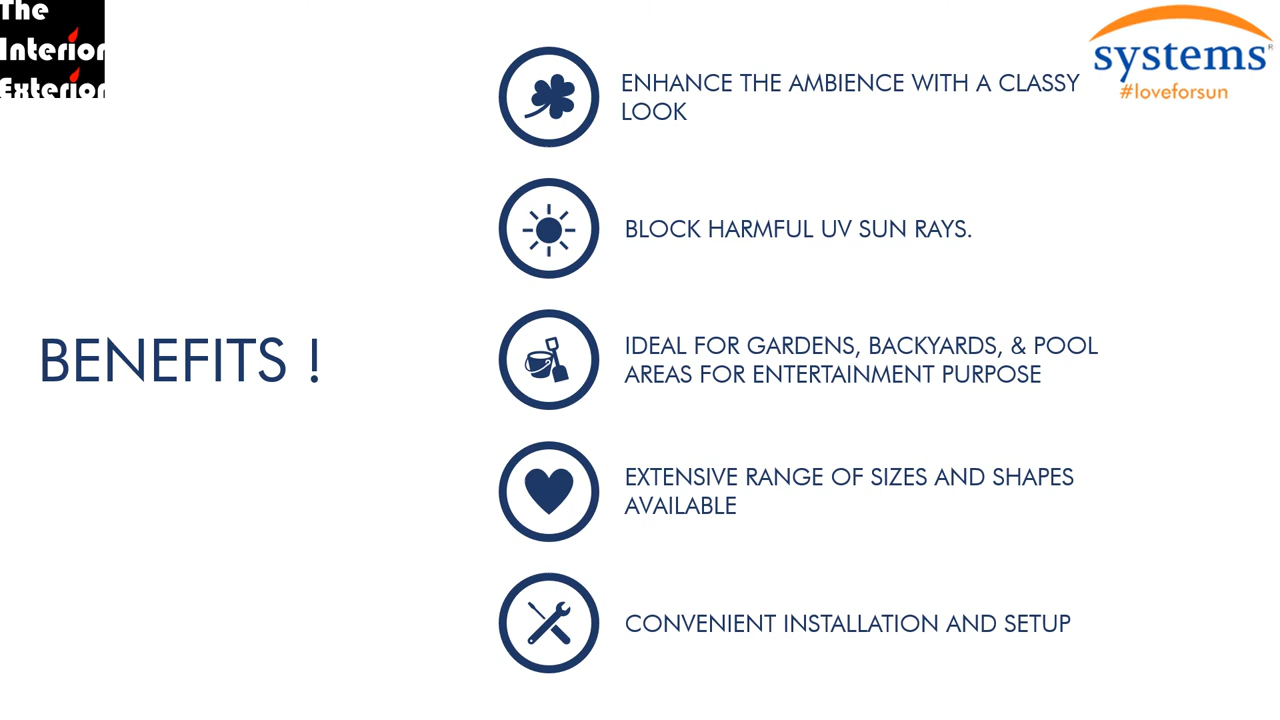 The
Interior
Exterior
systems®
#loveforsun
ENHANCE THE AMBIENCE WITH A CLASSY
LOOK
BLOCK HARMFUL UV SUN RAYS.
BENEFITS !
IDEAL FOR GARDENS, BACKYARDS, & POOL
AREAS FOR ENTERTAINMENT PURPOSE
EXTENSIVE RANGE OF SIZES AND SHAPES
AVAILABLE
CONVENIENT INSTALLATION AND SETUP